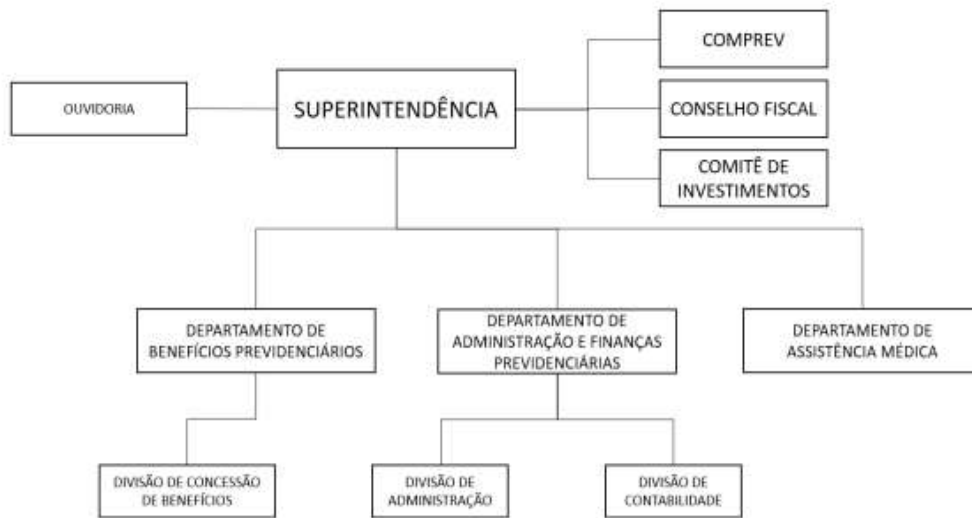 COMPREV
OUVIDORIA
SUPERINTENDÊNCIA
CONSELHO FISCAL
COMITÊ DE
INVESTIMENTOS
DEPARTAMENTO DE
BENEFÍCIOS PREVIDENCIÁRIOS
DEPARTAMENTO DE
ADMINISTRAÇÃO E FINANÇAS
PREVIDENCIÁRIAS
DEPARTAMENTO DE
ASSISTÊNCIA MÉDICA
DIVISÃO DE CONCESSÃO
DE BENEFÍCIOS
DIVISÃO DE
ADMINISTRAÇÃO
DIVISÃO DE
CONTABILIDADE